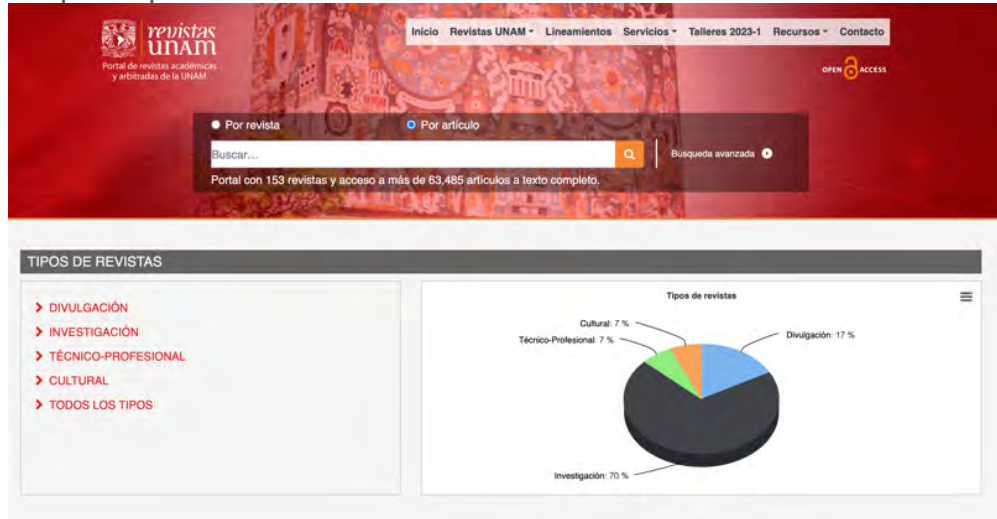 revistas
unam
Portal de revistas académicas
y arbitradas de la UNAM
Inicio Revistas UNAM Lineamientos Servicios Talleres 2023-1 Recursos Contacto
OPEN ACCESS
Por revista Por artículo
Buscar...
Búsqueda avanzada
Portal con 153 revistas y acceso a más de 63,485 artículos a texto completo.
TIPOS DE REVISTAS
DIVULGACIÓN
INVESTIGACIÓN
TÉCNICO-PROFESIONAL
CULTURAL
TODOS LOS TIPOS
Tipos de revistas
Cultural: 7 %
Técnico-Profesional: 7 %
Divulgación: 17 %
Investigación: 70 %